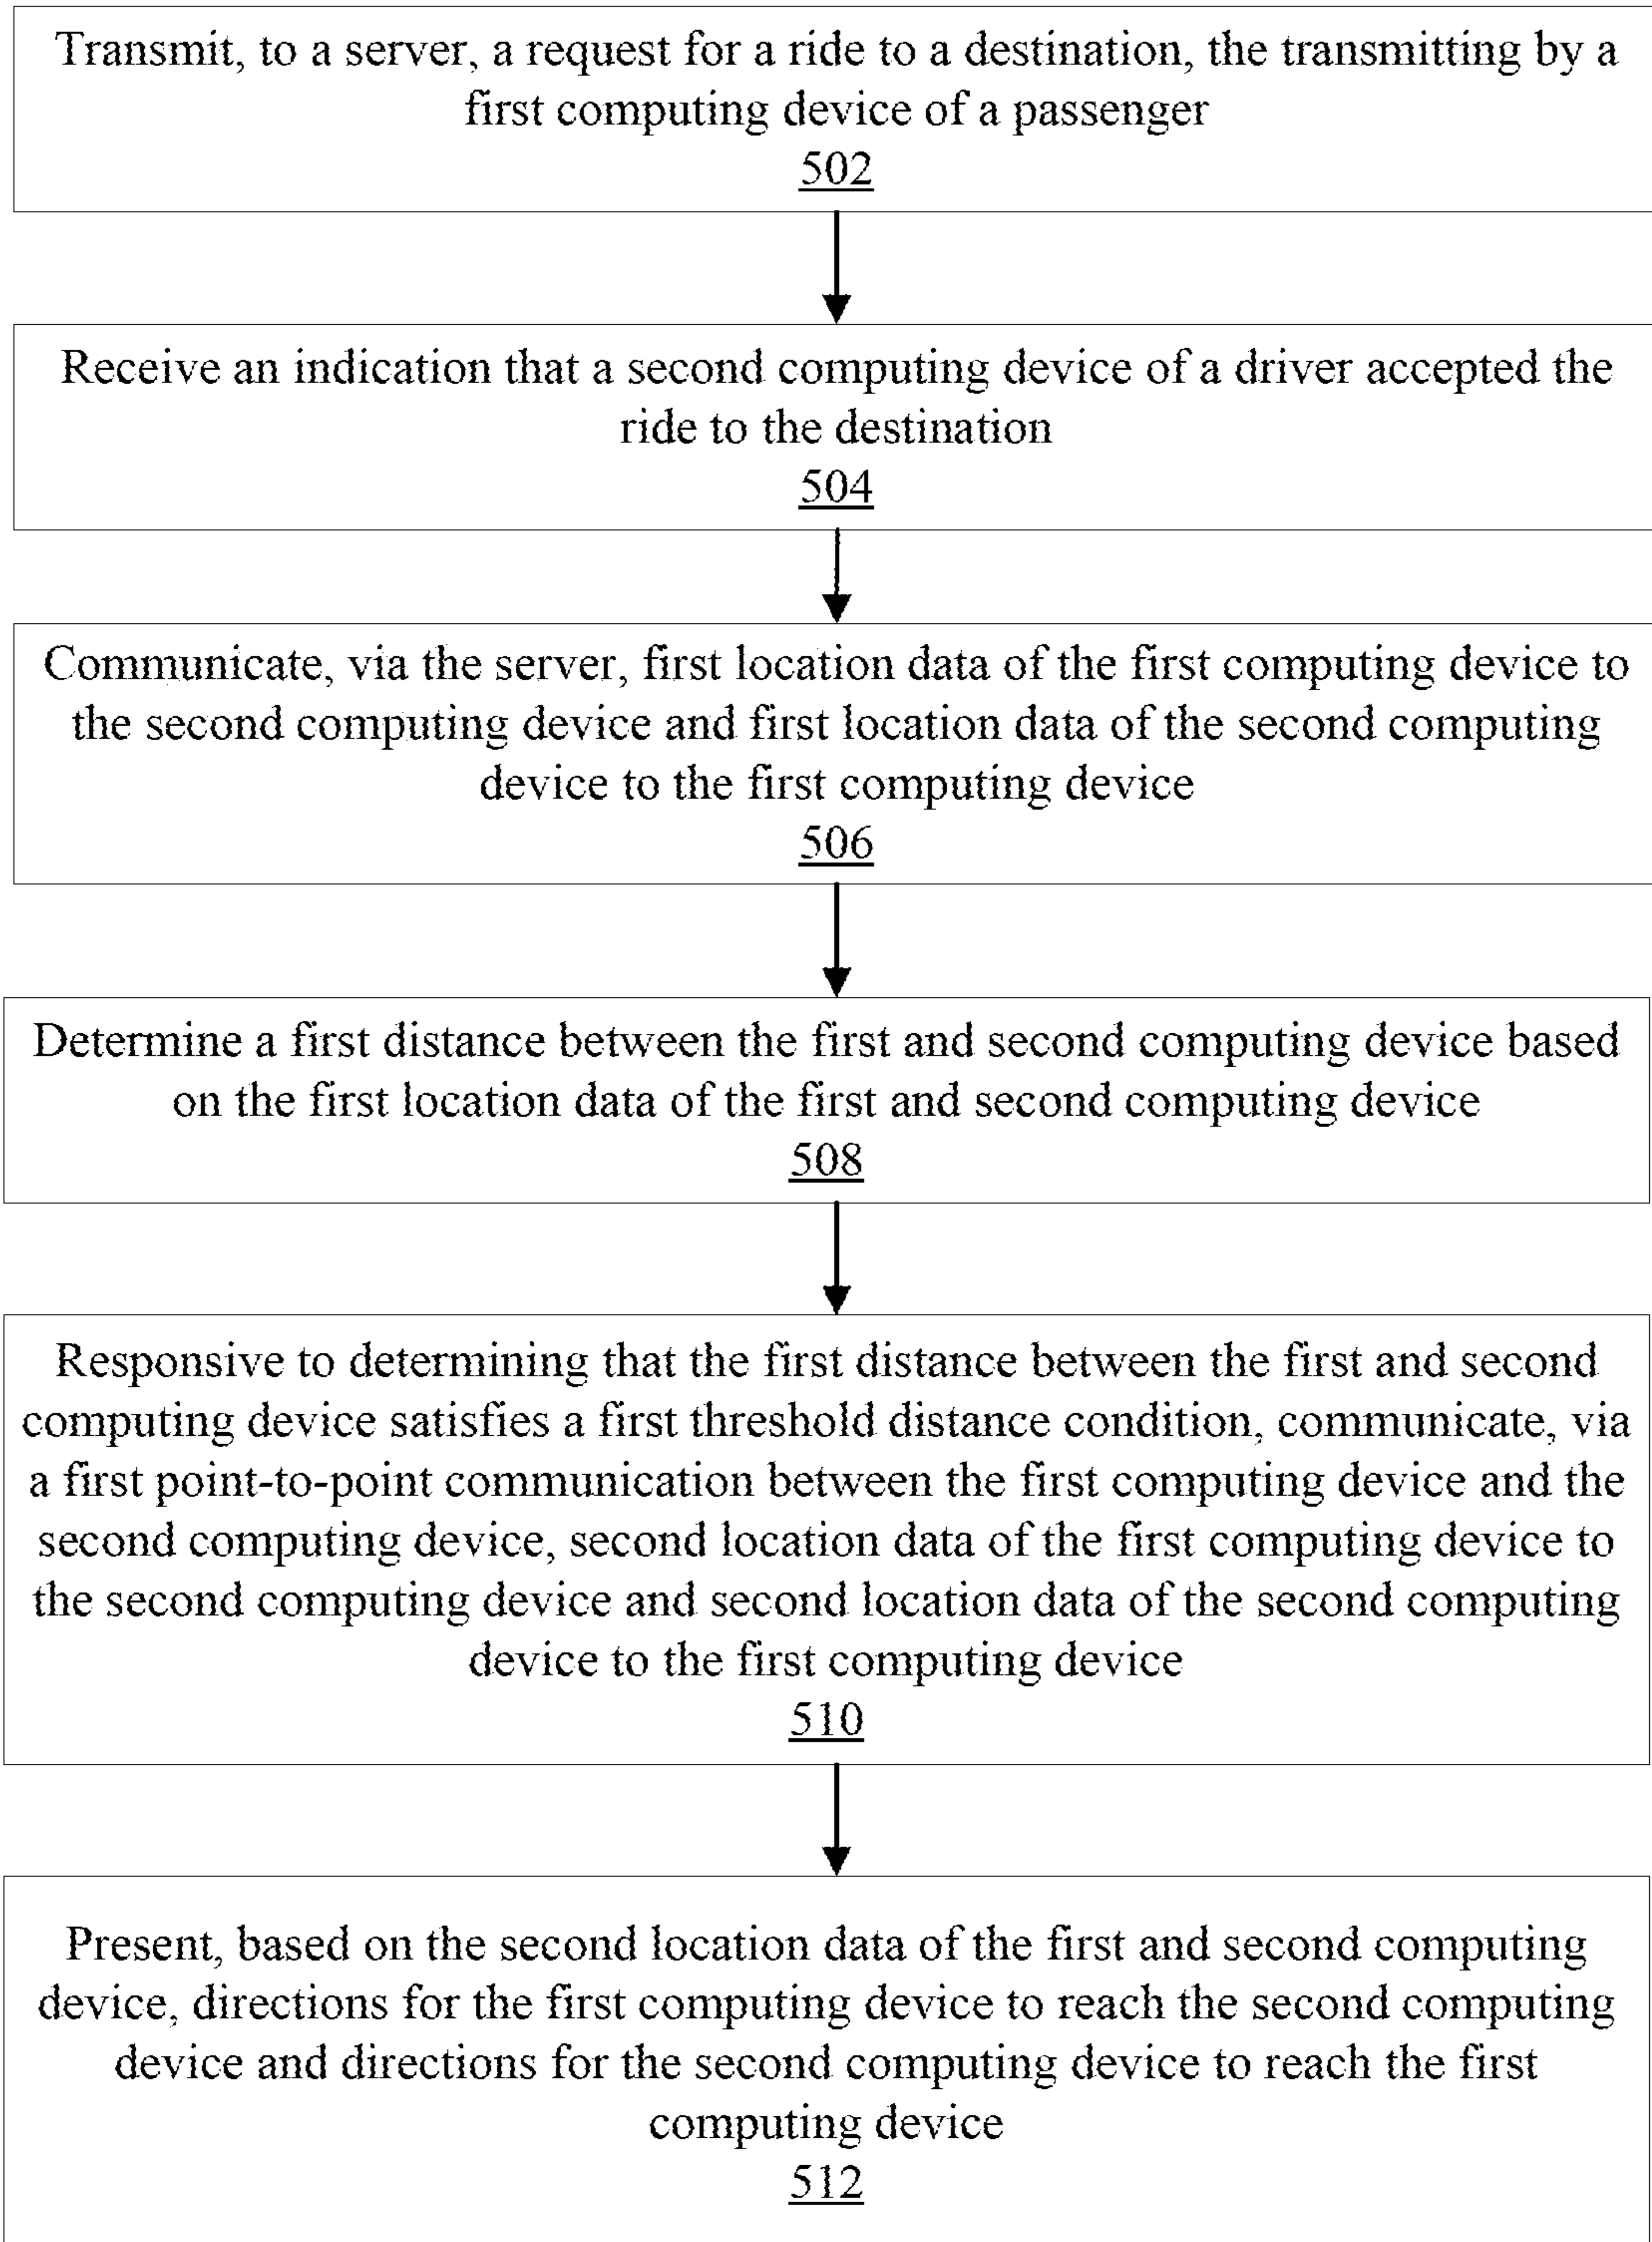 Transmit, to a server, a request for a ride to a destination, the transmitting by a
first computing device of a passenger
502
Receive an indication that a second computing device of a driver accepted the
ride to the destination
504
Communicate, via the server, first location data of the first computing device to
the second computing device and first location data of the second computing
device to the first computing device
506
Determine a first distance between the first and second computing device based
on the first location data of the first and second computing device
508
Responsive to determining that the first distance between the first and second
computing device satisfies a first threshold distance condition, communicate, via
a first point-to-point communication between the first computing device and the
second computing device, second location data of the first computing device to
the second computing device and second location data of the second computing
device to the first computing device
510
Present, based on the second location data of the first and second computing
device, directions for the first computing device to reach the second computing
device and directions for the second computing device to reach the first
computing device
512